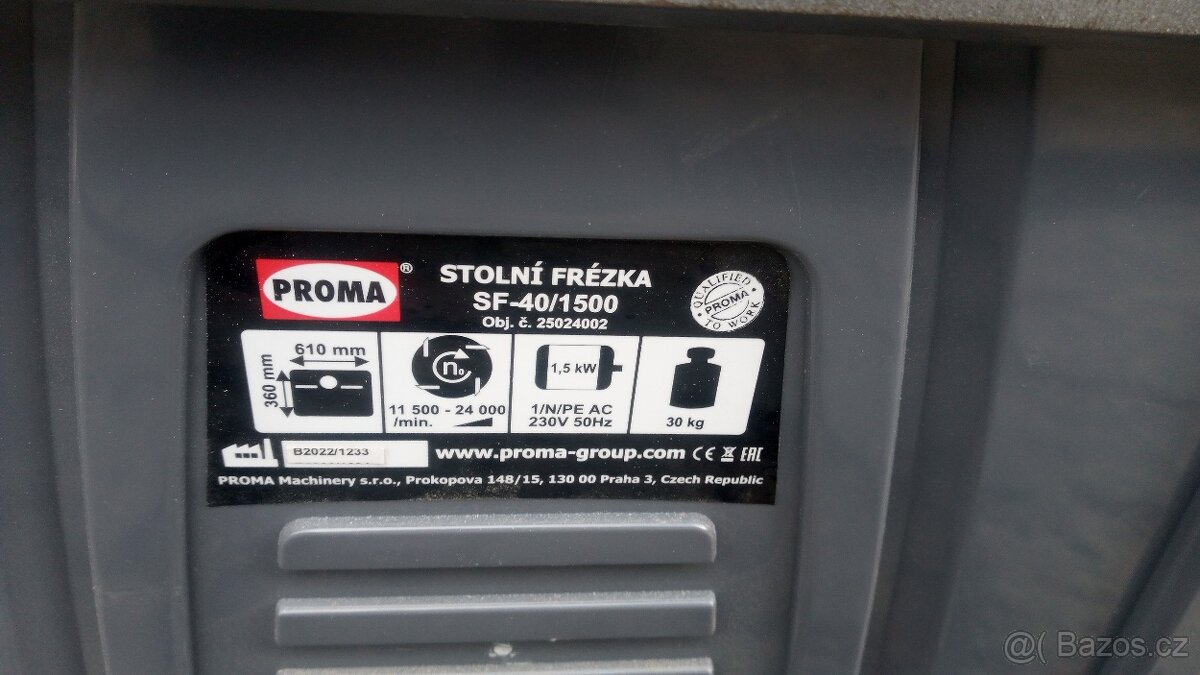 PROMA ®
STOLNÍ FRÉZKA
SF-40/1500
Obj. č. 25024002
QUALIFIED
PROMA
TO WORK
610 mm
360 mm
n₀
11 500 - 24 000
/min.
1,5 kW
1/N/PE AC
230V 50Hz
30 kg
B2022/1233
www.proma-group.com CE EAC
PROMA Machinery s.r.o., Prokopova 148/15, 130 00 Praha 3, Czech Republic
@( Bazos.cz